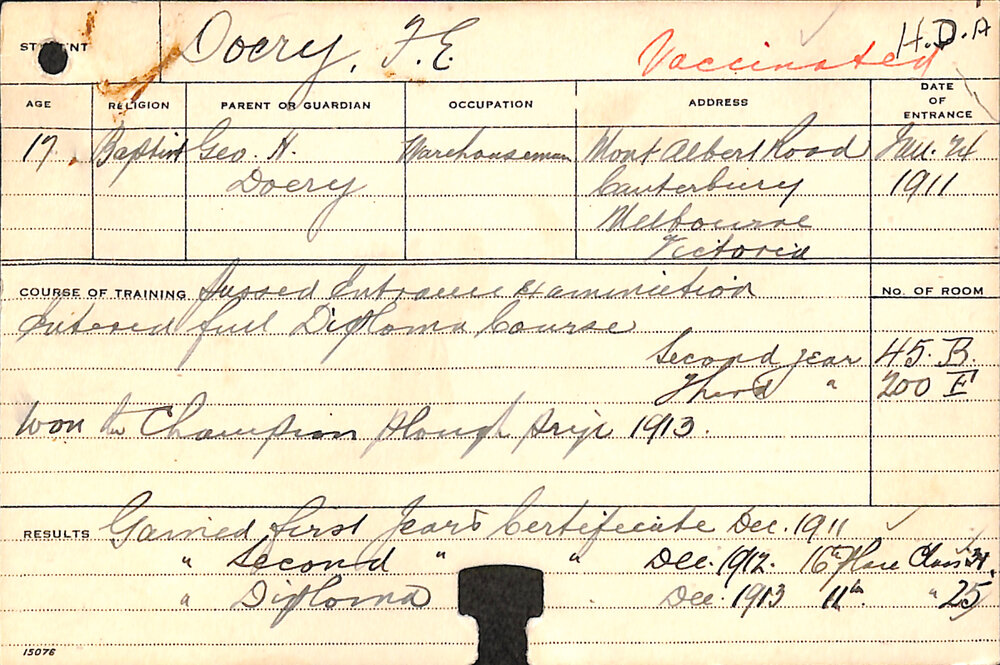 STUDENT Doery, F.E. Vaccinated H.D.A
AGE RELIGION PARENT OR GUARDIAN OCCUPATION ADDRESS DATE OF ENTRANCE
17. Baptist Geo. H. Warehouseman Mont Albert Road Jan. 24
Doery Canterbury 1911
Melbourne
Victoria
COURSE OF TRAINING Passed Entrance Examination No. OF ROOM
Entered full Diploma Course
Second year 45. B.
Third " 200 E
Won the Champion Plough Prize 1913.
RESULTS Gained First Year's Certificate Dec. 1911
" Second " " Dec. 1912. 16th Place Class 31.
" Diploma Dec. 1913 11th " 25
15076